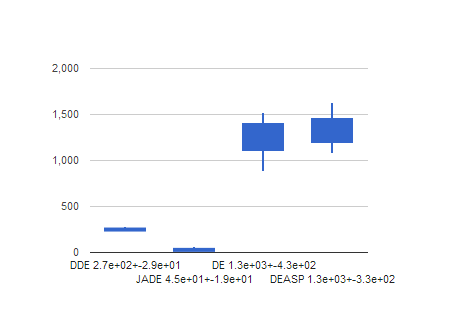 2,000
1,500
1,000
500
0
DDE 2.7e+02+-2.9e+01
DE 1.3e+03+-4.3e+02
JADE 4.5e+01+-1.9e+01
DEASP 1.3e+03+-3.3e+02